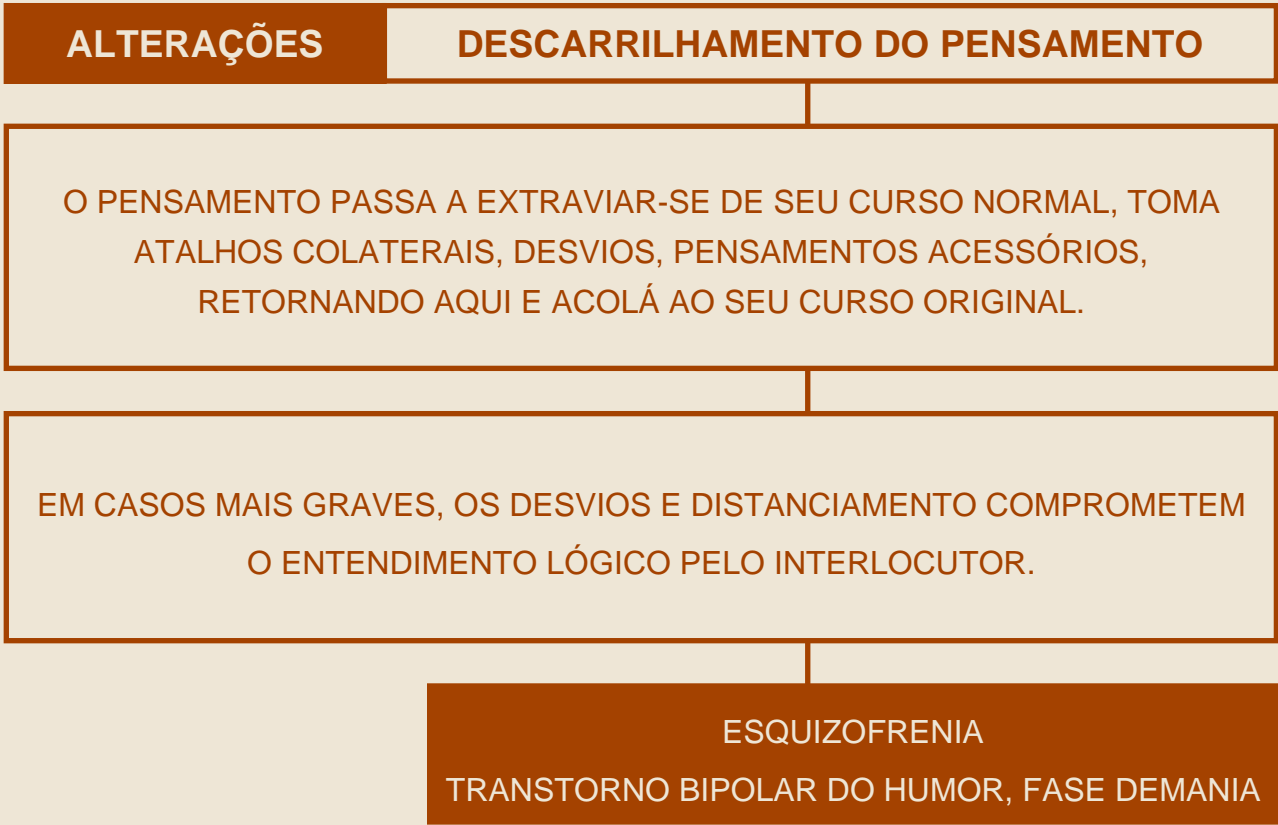 ALTERAÇÕES DESCARRILHAMENTO DO PENSAMENTO
O PENSAMENTO PASSA A EXTRAVIAR-SE DE SEU CURSO NORMAL, TOMA
ATALHOS COLATERAIS, DESVIOS, PENSAMENTOS ACESSÓRIOS,
RETORNANDO AQUI E ACOLÁ AO SEU CURSO ORIGINAL.
EM CASOS MAIS GRAVES, OS DESVIOS E DISTANCIAMENTO COMPROMETEM
O ENTENDIMENTO LÓGICO PELO INTERLOCUTOR.
ESQUIZOFRENIA
TRANSTORNO BIPOLAR DO HUMOR, FASE DEMANIA